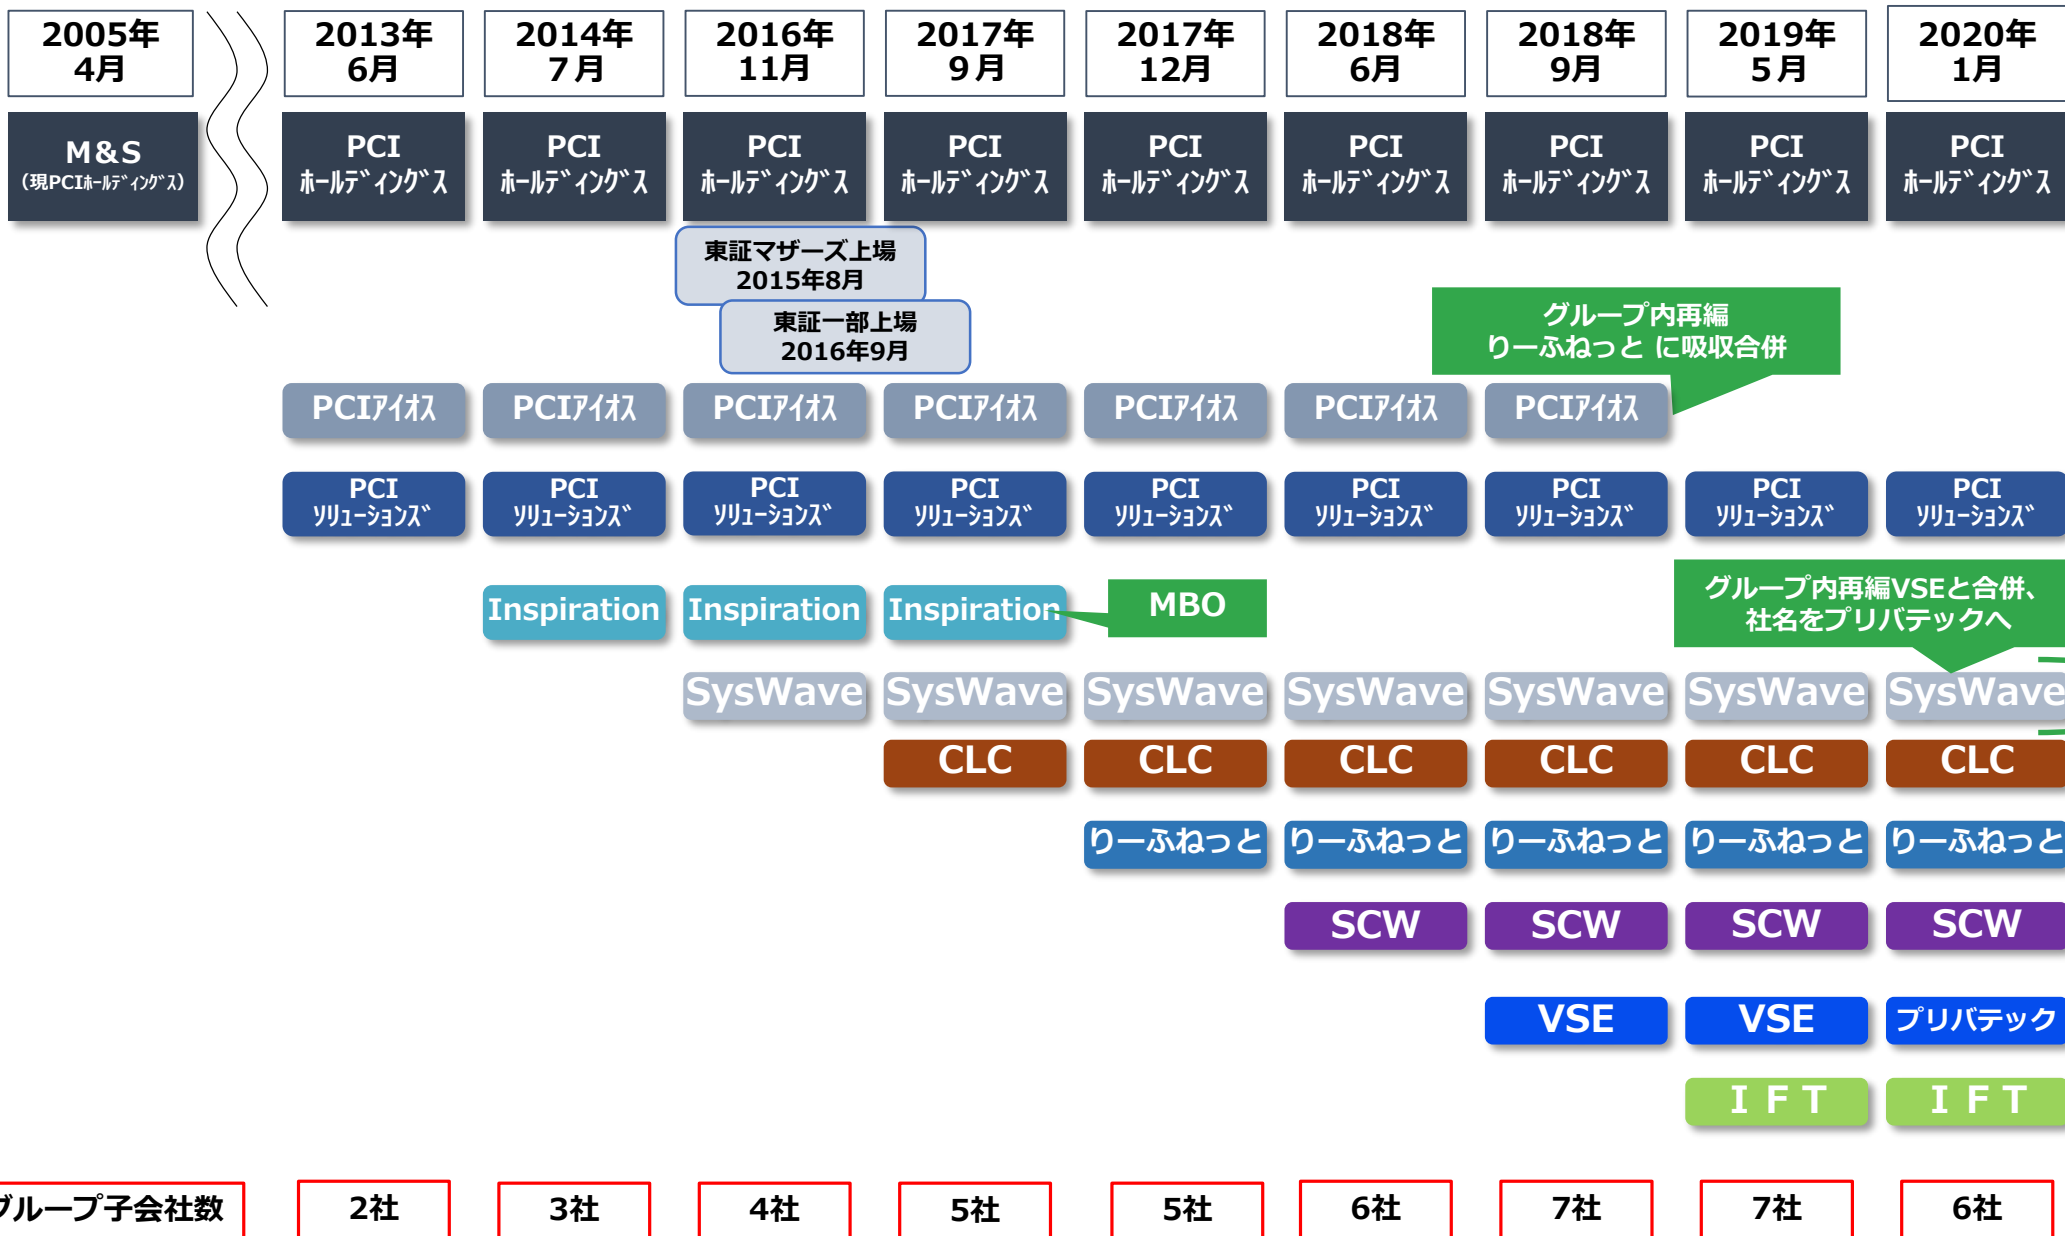 2005年
4月
2013年
6月
2014年
７月
2016年
11月
2017年
９月
2017年
12月
2018年
6月
2018年
9月
2019年
５月
2020年
1月
M&S
（現PCIﾎｰﾙﾃﾞｨﾝｸﾞｽ）
PCI
ﾎｰﾙﾃﾞｨﾝｸﾞｽ
PCI
ﾎｰﾙﾃﾞｨﾝｸﾞｽ
PCI
ﾎｰﾙﾃﾞｨﾝｸﾞｽ
PCI
ﾎｰﾙﾃﾞｨﾝｸﾞｽ
PCI
ﾎｰﾙﾃﾞｨﾝｸﾞｽ
PCI
ﾎｰﾙﾃﾞｨﾝｸﾞｽ
PCI
ﾎｰﾙﾃﾞｨﾝｸﾞｽ
PCI
ﾎｰﾙﾃﾞｨﾝｸﾞｽ
PCI
ﾎｰﾙﾃﾞｨﾝｸﾞｽ
東証マザーズ上場
2015年8月
東証一部上場
2016年9月
グループ内再編
りーふねっと に吸収合併
PCIｱｲｵｽ
PCIｱｲｵｽ
PCIｱｲｵｽ
PCIｱｲｵｽ
PCIｱｲｵｽ
PCIｱｲｵｽ
PCIｱｲｵｽ
PCI
ｿﾘｭｰｼｮﾝｽﾞ
PCI
ｿﾘｭｰｼｮﾝｽﾞ
PCI
ｿﾘｭｰｼｮﾝｽﾞ
PCI
ｿﾘｭｰｼｮﾝｽﾞ
PCI
ｿﾘｭｰｼｮﾝｽﾞ
PCI
ｿﾘｭｰｼｮﾝｽﾞ
PCI
ｿﾘｭｰｼｮﾝｽﾞ
PCI
ｿﾘｭｰｼｮﾝｽﾞ
PCI
ｿﾘｭｰｼｮﾝｽﾞ
Inspiration
Inspiration
Inspiration
MBO
グループ内再編VSEと合併、
社名をプリバテックへ
SysWave
SysWave
SysWave
SysWave
SysWave
SysWave
SysWave
CLC
CLC
CLC
CLC
CLC
CLC
りーふねっと
りーふねっと
りーふねっと
りーふねっと
りーふねっと
SCW
SCW
SCW
SCW
VSE
VSE
プリバテック
ＩＦＴ
ＩＦＴ
グループ子会社数
2社
3社
4社
5社
5社
6社
7社
7社
6社